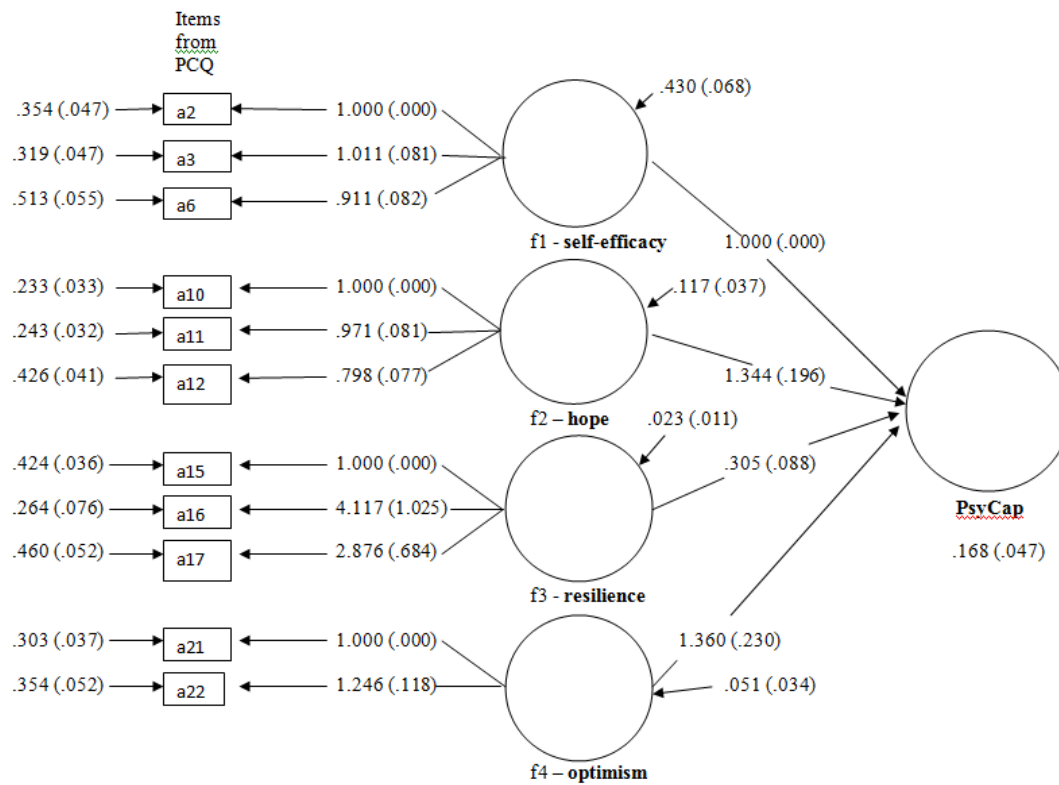 Items
from
PCQ
.354 (.047) a2 1.000 (.000) .430 (.068)
.319 (.047) a3 1.011 (.081)
.513 (.055) a6 .911 (.082)
f1 - self-efficacy 1.000 (.000)
.233 (.033) a10 1.000 (.000) .117 (.037)
.243 (.032) a11 .971 (.081)
.426 (.041) a12 .798 (.077) 1.344 (.196)
f2 – hope
.023 (.011)
.424 (.036) a15 1.000 (.000) .305 (.088)
.264 (.076) a16 4.117 (1.025) PsyCap
.460 (.052) a17 2.876 (.684) .168 (.047)
f3 - resilience
.303 (.037) a21 1.000 (.000) 1.360 (.230)
.354 (.052) a22 1.246 (.118) .051 (.034)
f4 – optimism